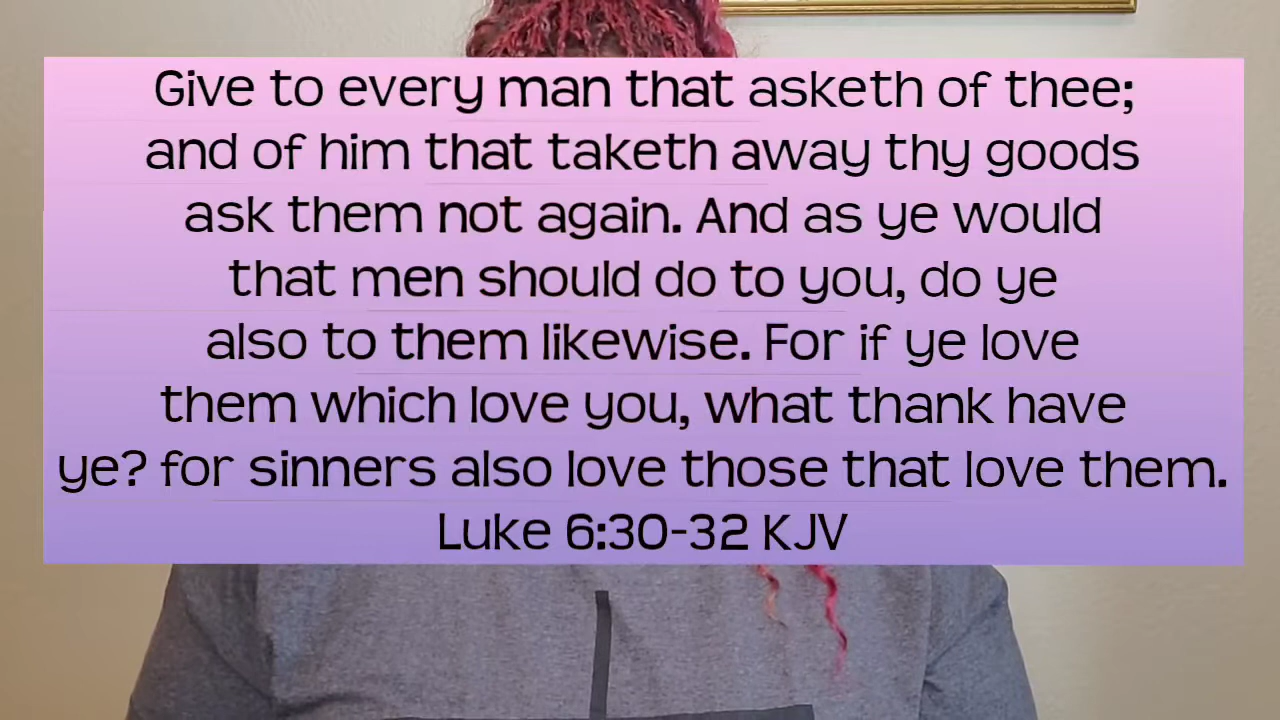 Give to every man that asketh of thee;
and of him that taketh away thy goods
ask them not again. And as ye would
that men should do to you, do ye
also to them likewise. For if ye love
them which love you, what thank have
ye? for sinners also love those that love them.
Luke 6:30-32 KJV